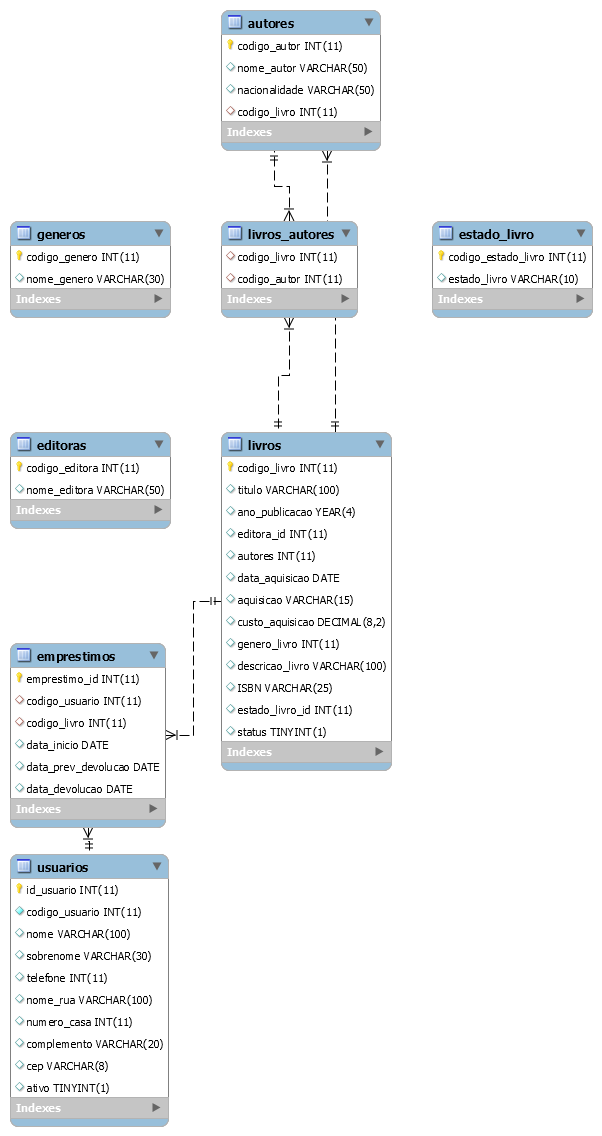 autores
codigo_autor INT(11)
nome_autor VARCHAR(50)
nacionalidade VARCHAR(50)
codigo_livro INT(11)
Indexes
generos
codigo_genero INT(11)
nome_genero VARCHAR(30)
Indexes
livros_autores
codigo_livro INT(11)
codigo_autor INT(11)
Indexes
estado_livro
codigo_estado_livro INT(11)
estado_livro VARCHAR(10)
Indexes
editoras
codigo_editora INT(11)
nome_editora VARCHAR(50)
Indexes
livros
codigo_livro INT(11)
titulo VARCHAR(100)
ano_publicacao YEAR(4)
editora_id INT(11)
autores INT(11)
data_aquisicao DATE
aquisicao VARCHAR(15)
custo_aquisicao DECIMAL(8,2)
genero_livro INT(11)
descricao_livro VARCHAR(100)
ISBN VARCHAR(25)
estado_livro_id INT(11)
status TINYINT(1)
Indexes
emprestimos
emprestimo_id INT(11)
codigo_usuario INT(11)
codigo_livro INT(11)
data_inicio DATE
data_prev_devolucao DATE
data_devolucao DATE
Indexes
usuarios
id_usuario INT(11)
codigo_usuario INT(11)
nome VARCHAR(100)
sobrenome VARCHAR(30)
telefone INT(11)
nome_rua VARCHAR(100)
numero_casa INT(11)
complemento VARCHAR(20)
cep VARCHAR(8)
ativo TINYINT(1)
Indexes